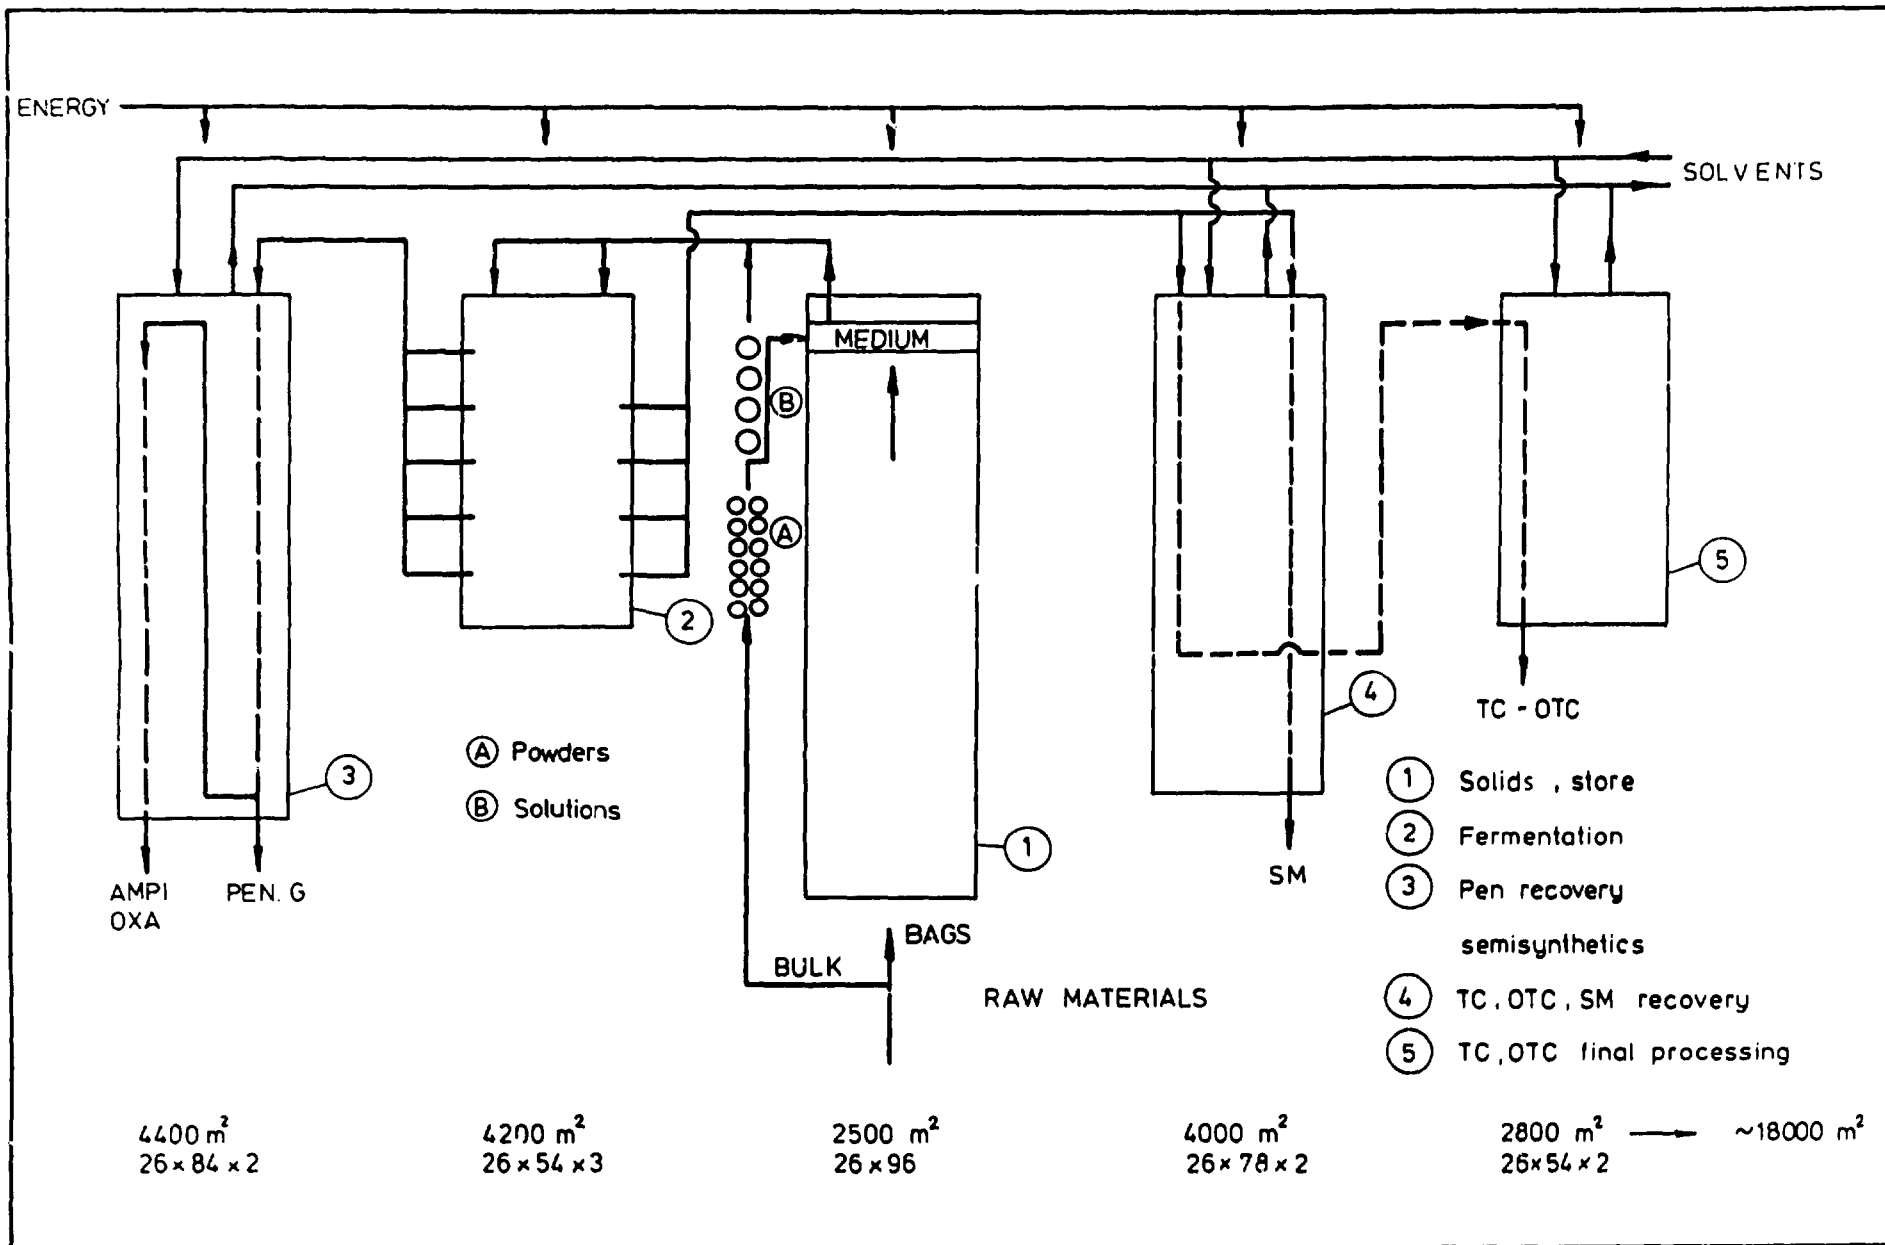 ENERGY
SOLVENTS
MEDIUM
B
A
2
5
4
3
1
TC - OTC
A Powders
B Solutions
AMPI
OXA
PEN. G
SM
BAGS
BULK
RAW MATERIALS
1 Solids , store
2 Fermentation
3 Pen recovery
semisynthetics
4 TC, OTC, SM recovery
5 TC, OTC final processing
4400 m²
26 × 84 × 2
4200 m²
26 × 54 × 3
2500 m²
26 × 96
4000 m²
26 × 78 × 2
2800 m²
26 × 54 × 2
~18000 m²